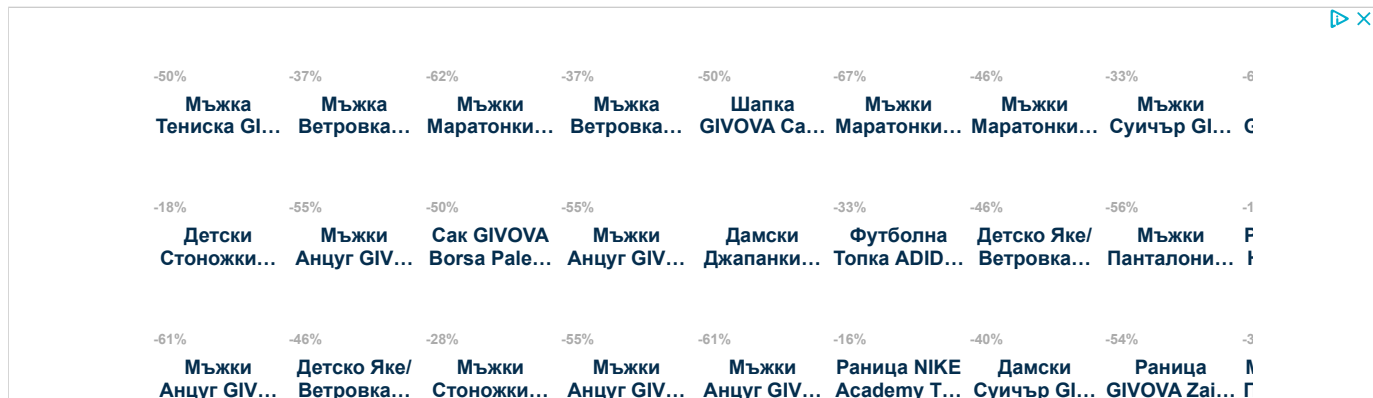 -50% -37% -62% -37% -50% -67% -46% -33%
Мъжка Мъжка Мъжки Мъжка Шапка Мъжки Мъжки Мъжки
Тениска GI... Ветровка... Маратонки... Ветровка... GIVOVA Ca... Маратонки... Маратонки... Суичър GI...
-18% -55% -50% -55% -33% -46% -56%
Детски Мъжки Сак GIVOVA Мъжки Дамски Футболна Детско Яке/ Мъжки
Стоножки... Анцуг GIV... Borsa Pale... Анцуг GIV... Джапанки... Топка ADID... Ветровка... Панталони...
-61% -46% -28% -55% -61% -16% -40% -54%
Мъжки Детско Яке/ Мъжки Мъжки Мъжки Раница NIKE Дамски Раница
Анцуг GIV... Ветровка... Стоножки... Анцуг GIV... Анцуг GIV... Academy T... Суичър GI... GIVOVA Zai...